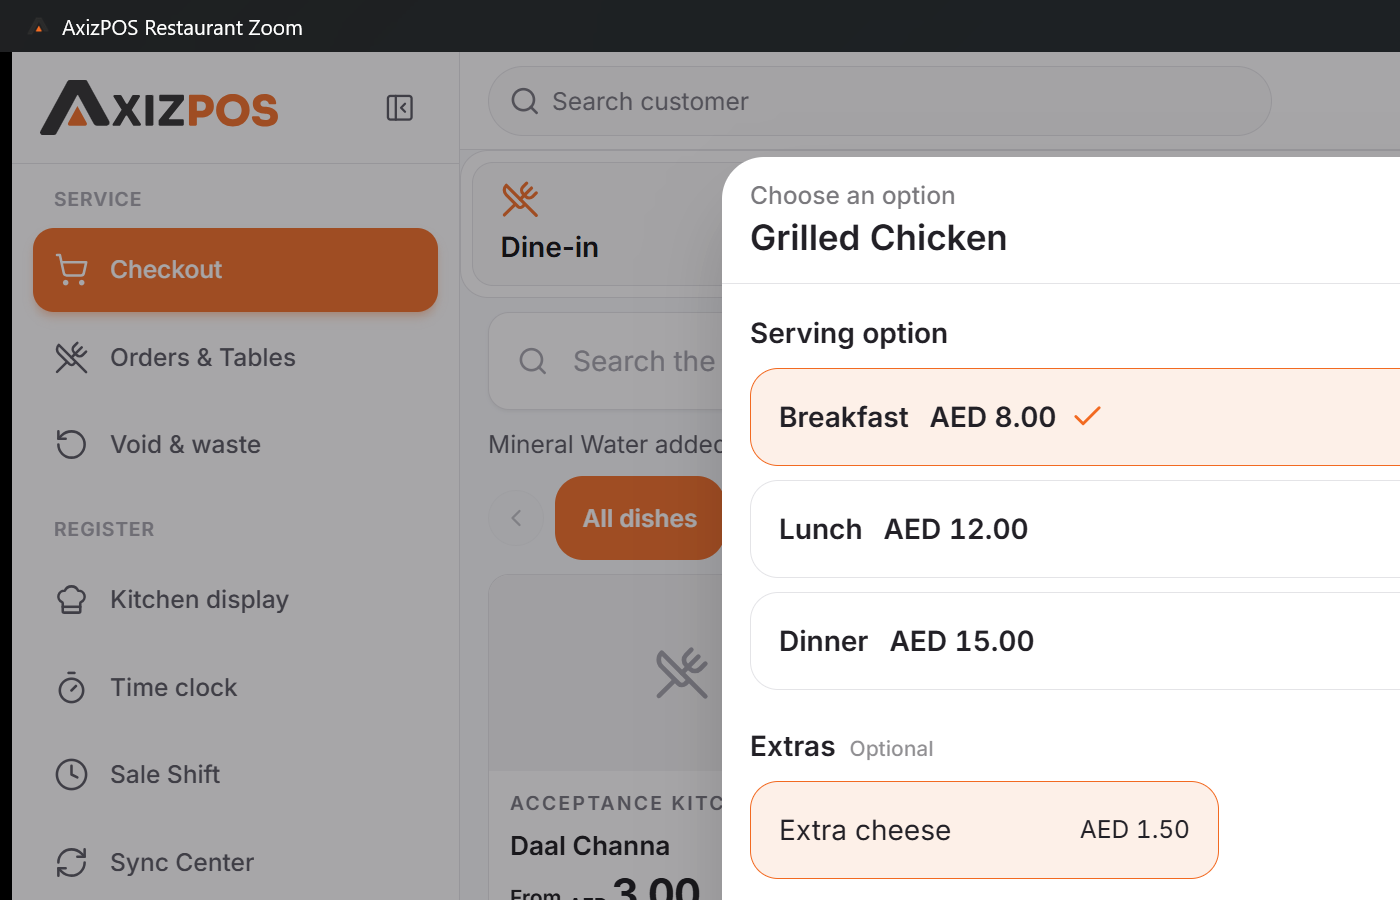 AxizPOS Restaurant Zoom
AXIZPOS
Search customer
SERVICE
Checkout
Orders & Tables
Void & waste
REGISTER
Kitchen display
Time clock
Sale Shift
Sync Center
Dine-in
Search the
Mineral Water added
All dishes
ACCEPTANCE KITC
Daal Channa
From AED 3.00
Choose an option
Grilled Chicken
Serving option
Breakfast AED 8.00
Lunch AED 12.00
Dinner AED 15.00
Extras Optional
Extra cheese AED 1.50